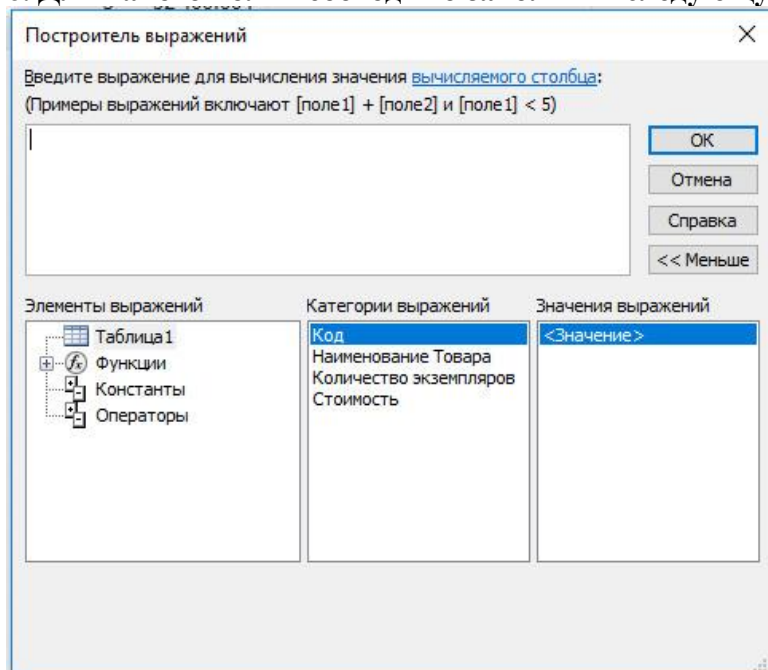 Построитель выражений
Введите выражение для вычисления значения вычисляемого столбца:
(Примеры выражений включают [поле1] + [поле2] и [поле1] < 5)
ОК
Отмена
Справка
<< Меньше
Элементы выражений
Таблица1
Функции
Константы
Операторы
Категории выражений
Код
Наименование Товара
Количество экземпляров
Стоимость
Значения выражений
<Значение>